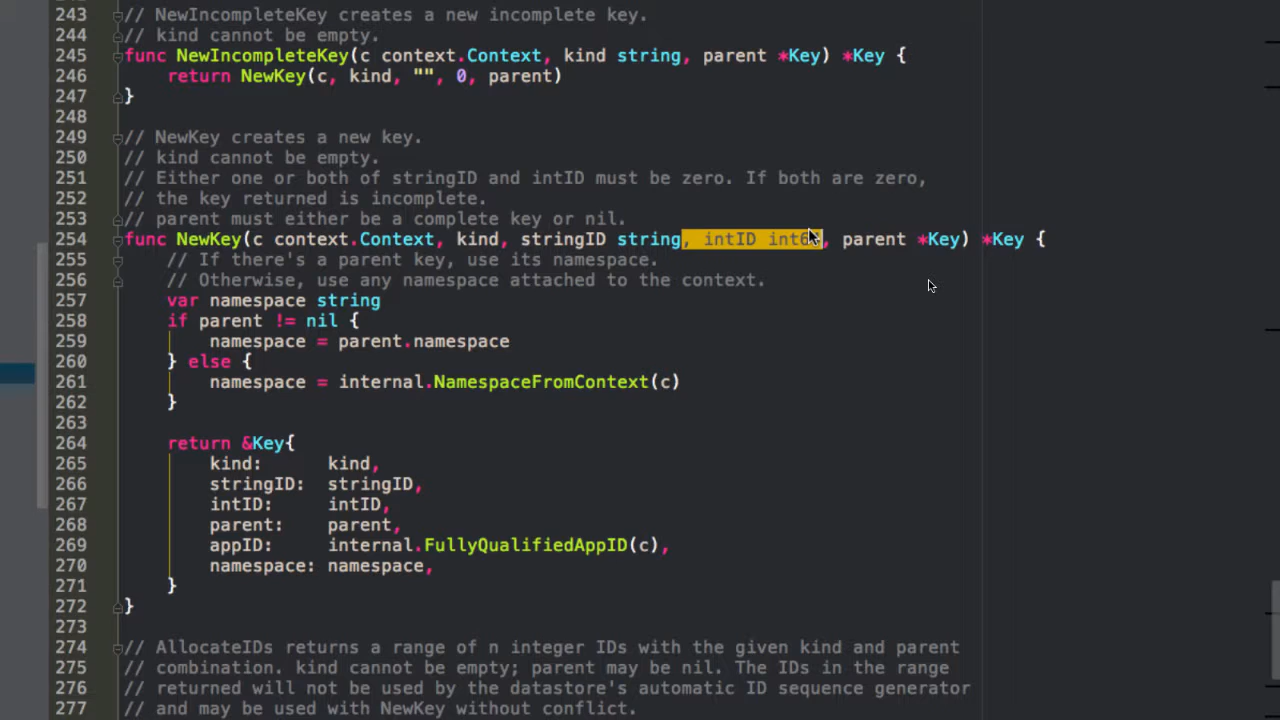 243 // NewIncompleteKey creates a new incomplete key.
244 // kind cannot be empty.
245 func NewIncompleteKey(c context.Context, kind string, parent *Key) *Key {
246 return NewKey(c, kind, "", 0, parent)
247 }
248
249 // NewKey creates a new key.
250 // kind cannot be empty.
251 // Either one or both of stringID and intID must be zero. If both are zero,
252 // the key returned is incomplete.
253 // parent must either be a complete key or nil.
254 func NewKey(c context.Context, kind, stringID string, intID int64, parent *Key) *Key {
255 // If there's a parent key, use its namespace.
256 // Otherwise, use any namespace attached to the context.
257 var namespace string
258 if parent != nil {
259 namespace = parent.namespace
260 } else {
261 namespace = internal.NamespaceFromContext(c)
262 }
263
264 return &Key{
265 kind: kind,
266 stringID: stringID,
267 intID: intID,
268 parent: parent,
269 appID: internal.FullyQualifiedAppID(c),
270 namespace: namespace,
271 }
272 }
273
274 // AllocateIDs returns a range of n integer IDs with the given kind and parent
275 // combination. kind cannot be empty; parent may be nil. The IDs in the range
276 // returned will not be used by the datastore's automatic ID sequence generator
277 // and may be used with NewKey without conflict.